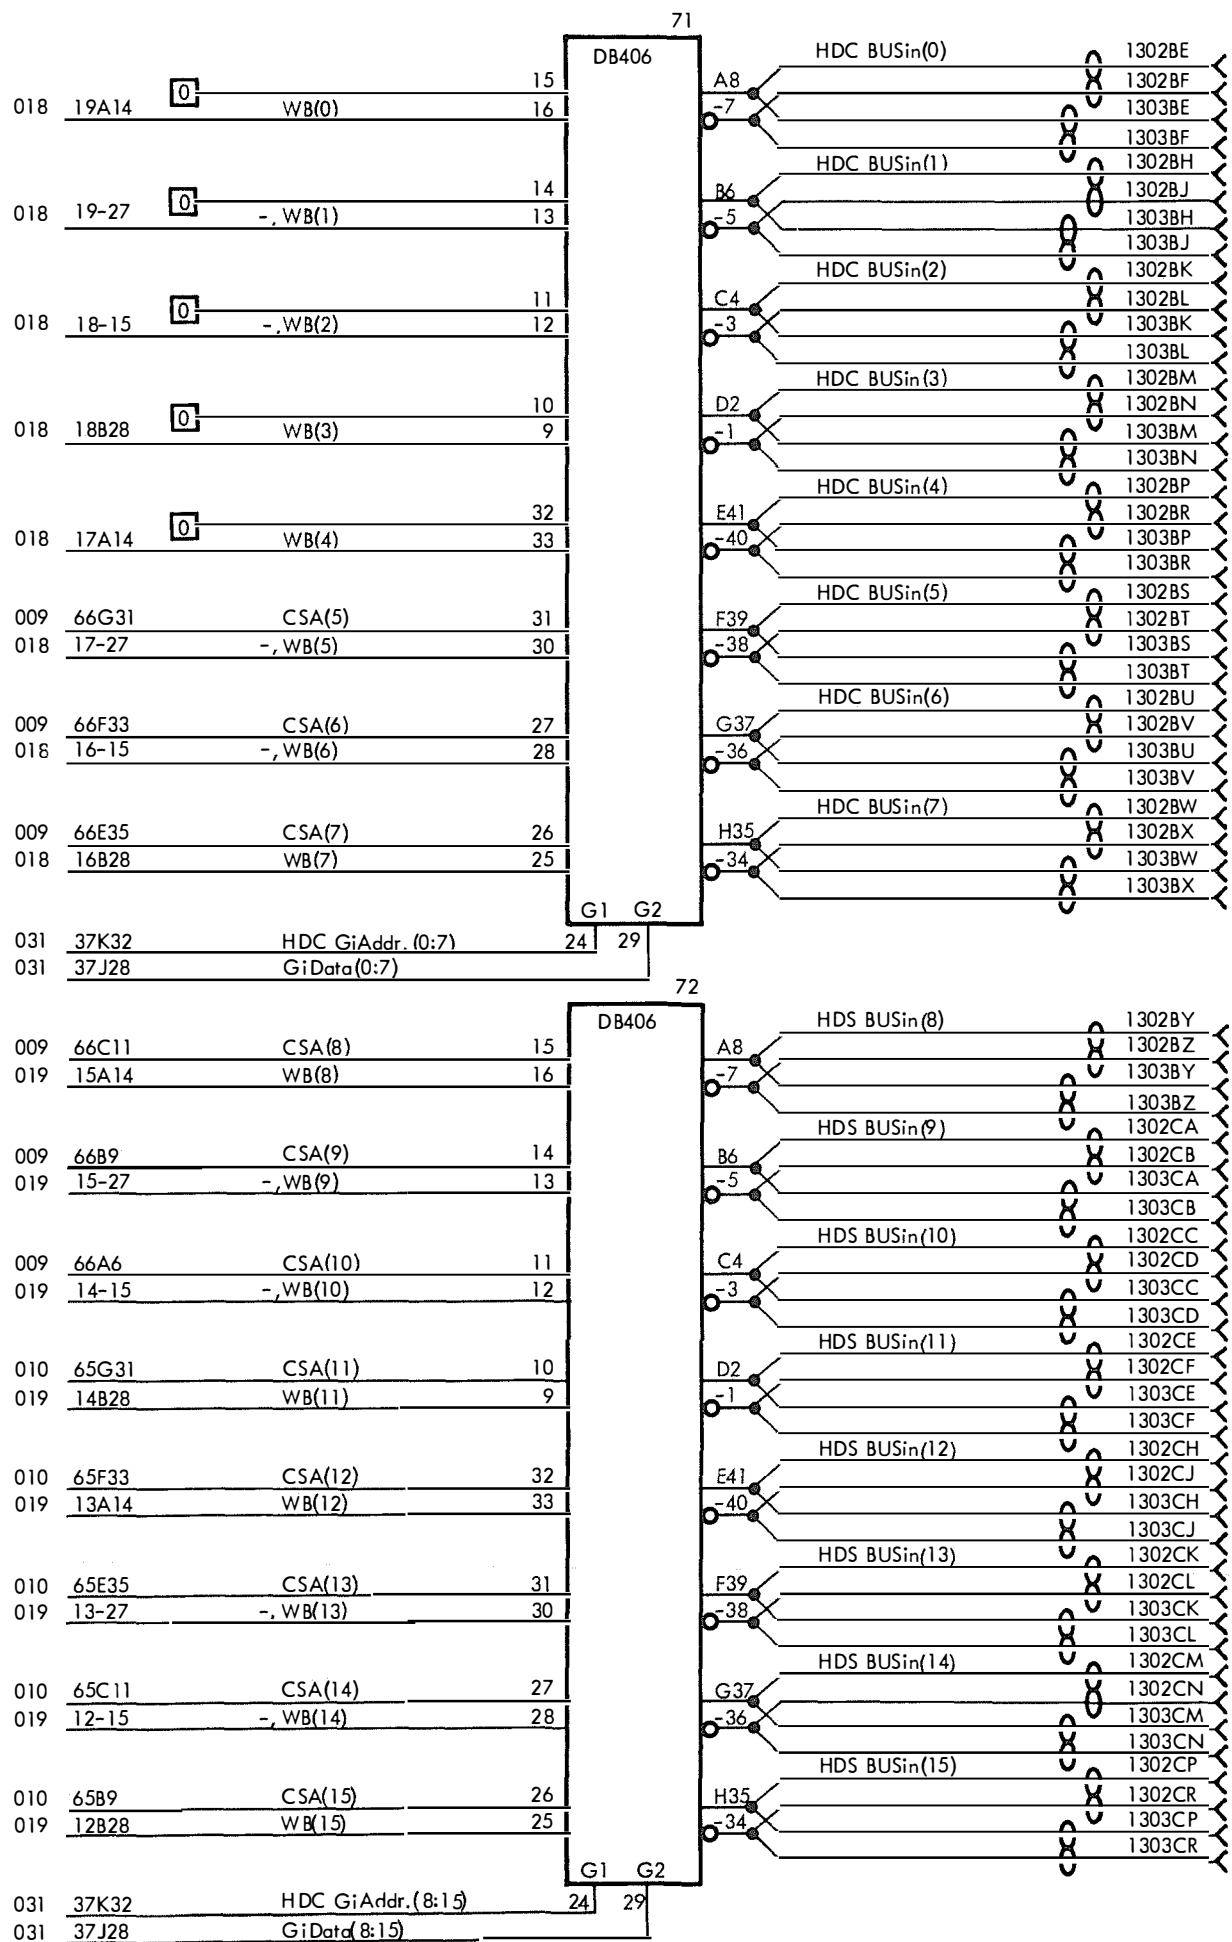 71
DB406
HDC BUSin(0) 1302BE
15 A8 1302BF
0
018 19A14 WB(0) 16 -7 1303BE
1303BF
HDC BUSin(1) 1302BH
0 14 B6 1302BJ
018 19-27 -,WB(1) 13 -5 1303BH
1303BJ
HDC BUSin(2) 1302BK
0 11 C4 1302BL
018 18-15 -,WB(2) 12 -3 1303BK
1303BL
HDC BUSin(3) 1302BM
0 10 D2 1302BN
018 18B28 WB(3) 9 -1 1303BM
1303BN
HDC BUSin(4) 1302BP
0 32 E41 1302BR
018 17A14 WB(4) 33 -40 1303BP
1303BR
HDC BUSin(5) 1302BS
009 66G31 CSA(5) 31 F39 1302BT
018 17-27 -,WB(5) 30 -38 1303BS
1303BT
HDC BUSin(6) 1302BU
009 66F33 CSA(6) 27 G37 1302BV
018 16-15 -,WB(6) 28 -36 1303BU
1303BV
HDC BUSin(7) 1302BW
009 66E35 CSA(7) 26 H35 1302BX
018 16B28 WB(7) 25 -34 1303BW
1303BX
G1 G2
031 37K32 HDC GiAddr.(0:7) 24 29
031 37J28 GiData(0:7)
72
DB406
HDS BUSin(8) 1302BY
009 66C11 CSA(8) 15 A8 1302BZ
019 15A14 WB(8) 16 -7 1303BY
1303BZ
HDS BUSin(9) 1302CA
009 66B9 CSA(9) 14 B6 1302CB
019 15-27 -,WB(9) 13 -5 1303CA
1303CB
HDS BUSin(10) 1302CC
009 66A6 CSA(10) 11 C4 1302CD
019 14-15 -,WB(10) 12 -3 1303CC
1303CD
HDS BUSin(11) 1302CE
010 65G31 CSA(11) 10 D2 1302CF
019 14B28 WB(11) 9 -1 1303CE
1303CF
HDS BUSin(12) 1302CH
010 65F33 CSA(12) 32 E41 1302CJ
019 13A14 WB(12) 33 -40 1303CH
1303CJ
HDS BUSin(13) 1302CK
010 65E35 CSA(13) 31 F39 1302CL
019 13-27 -,WB(13) 30 -38 1303CK
1303CL
HDS BUSin(14) 1302CM
010 65C11 CSA(14) 27 G37 1302CN
019 12-15 -,WB(14) 28 -36 1303CM
1303CN
HDS BUSin(15) 1302CP
010 65B9 CSA(15) 26 H35 1302CR
019 12B28 WB(15) 25 -34 1303CP
1303CR
G1 G2
031 37K32 HDC GiAddr.(8:15) 24 29
031 37J28 GiData(8:15)